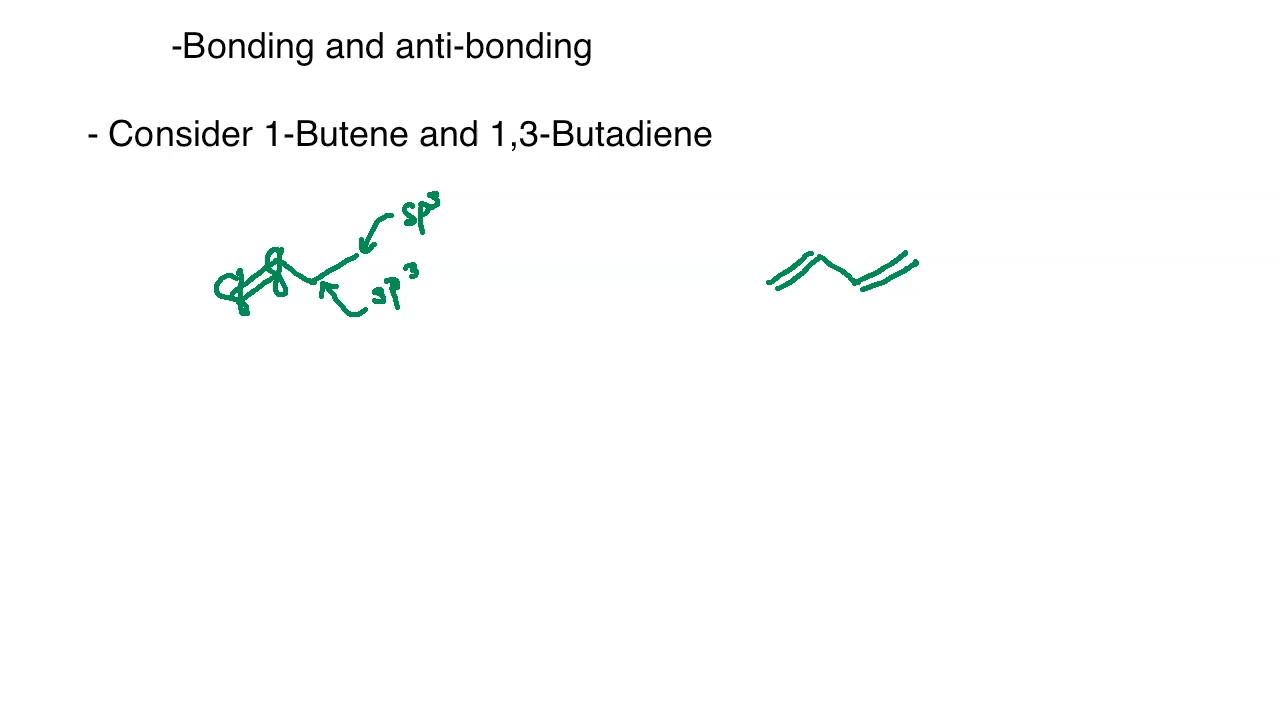 -Bonding and anti-bonding
- Consider 1-Butene and 1,3-Butadiene
sp³
sp³